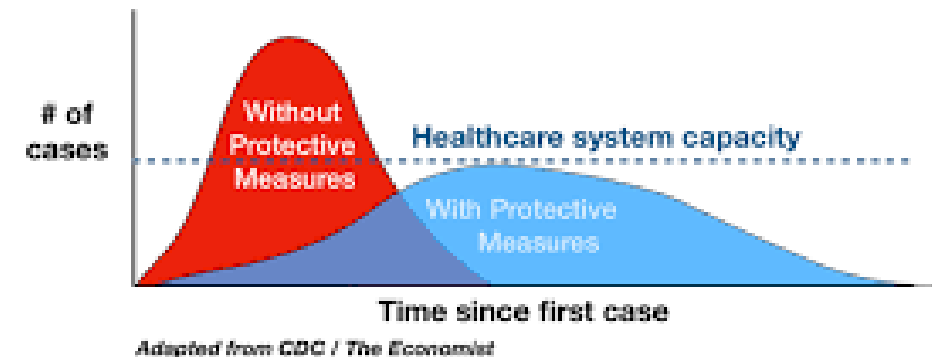 # of
cases
Without
Protective
Measures
Healthcare system capacity
With Protective
Measures
Time since first case
Adapted from CDC / The Economist